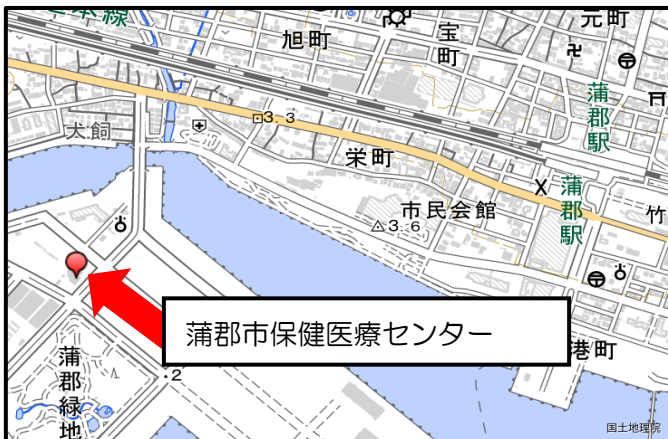 本線
旭町
宝町
元町
蒲郡駅
3.3
犬飼
栄町
市民会館
蒲郡駅
竹
3.6
蒲郡市保健医療センター
港町
蒲郡緑地
2
国土地理院